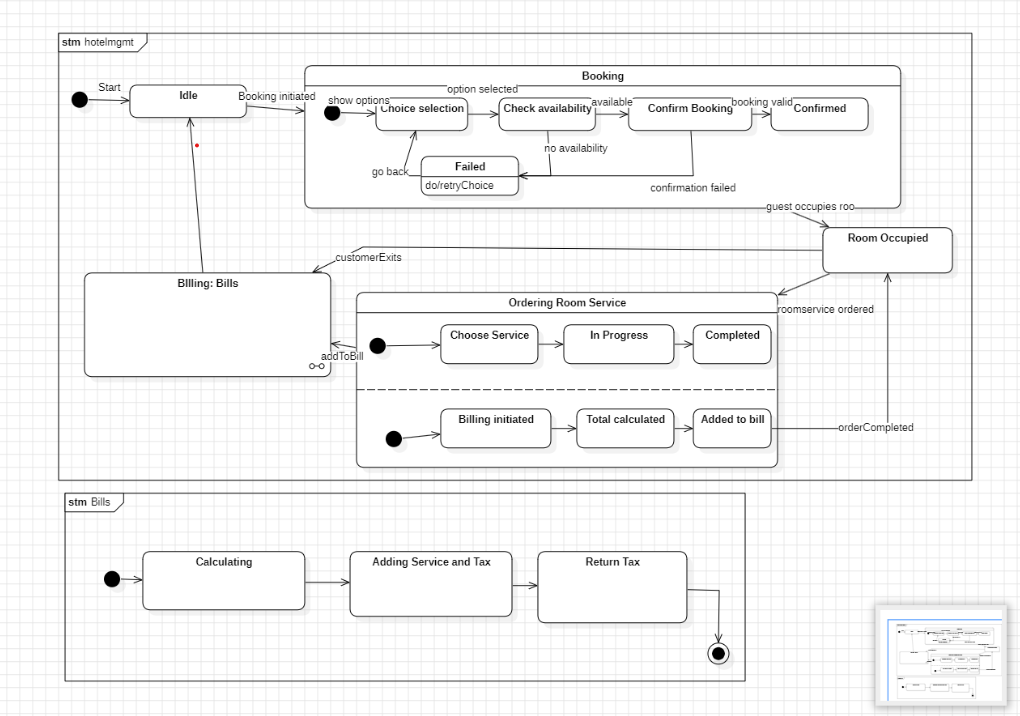 stm hotelmgmt
Start
Idle
Booking initiated
Booking
show options
Choice selection
option selected
Check availability
available
Confirm Booking
booking valid
Confirmed
no availability
go back
Failed
do/retryChoice
confirmation failed
guest occupies roo
Room Occupied
customerExits
BIlling: Bills
Ordering Room Service
roomservice ordered
Choose Service
In Progress
Completed
addToBill
Billing initiated
Total calculated
Added to bill
orderCompleted
stm Bills
Calculating
Adding Service and Tax
Return Tax